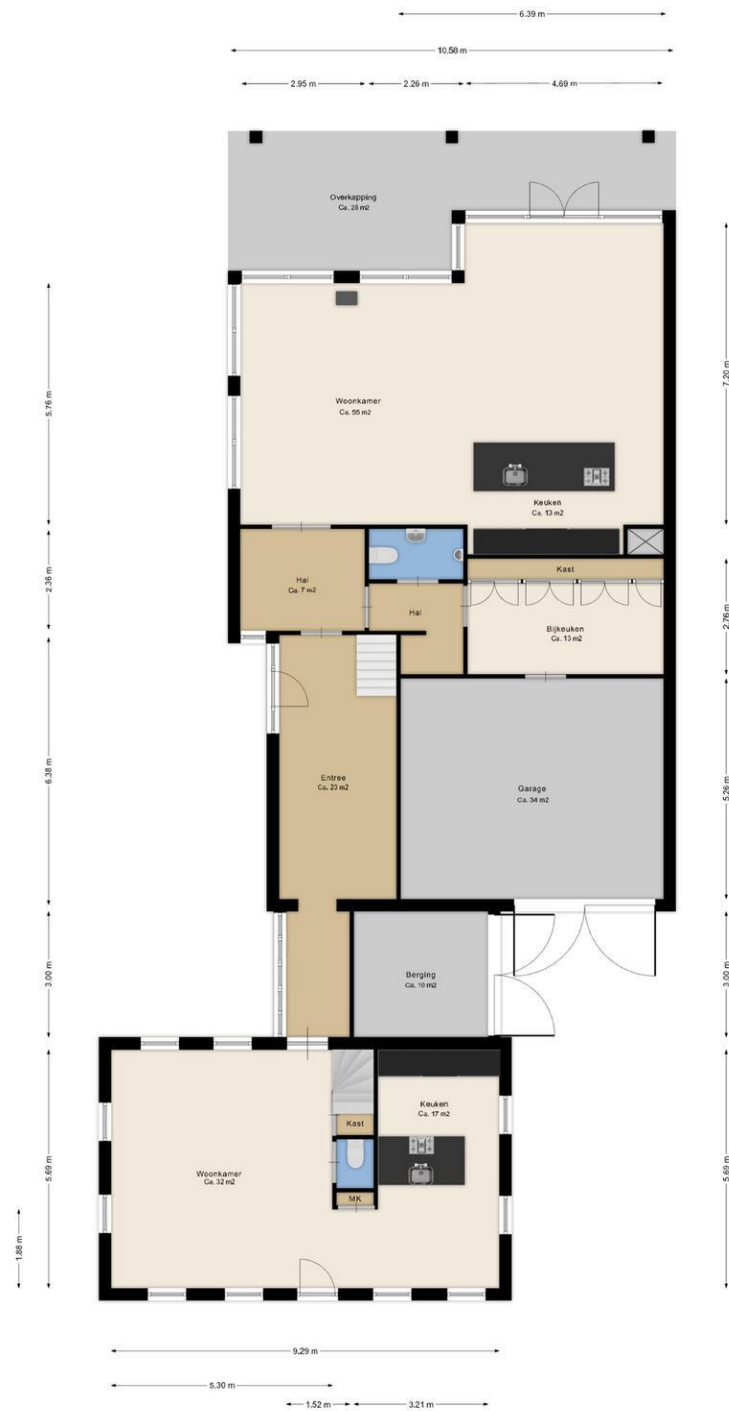 6.39 m
10.58 m
2.95 m
2.26 m
4.69 m
Overkapping
Ca. 28 m2
5.76 m
7.20 m
Woonkamer
Ca. 55 m2
Keuken
Ca. 13 m2
2.36 m
Hal
Ca. 7 m2
Hal
Kast
Bijkeuken
Ca. 13 m2
2.76 m
6.38 m
Entree
Ca. 23 m2
Garage
Ca. 34 m2
5.26 m
3.00 m
Berging
Ca. 10 m2
3.00 m
Keuken
Ca. 17 m2
Kast
5.69 m
Woonkamer
Ca. 32 m2
MK
5.69 m
1.88 m
9.29 m
5.30 m
1.52 m
3.21 m